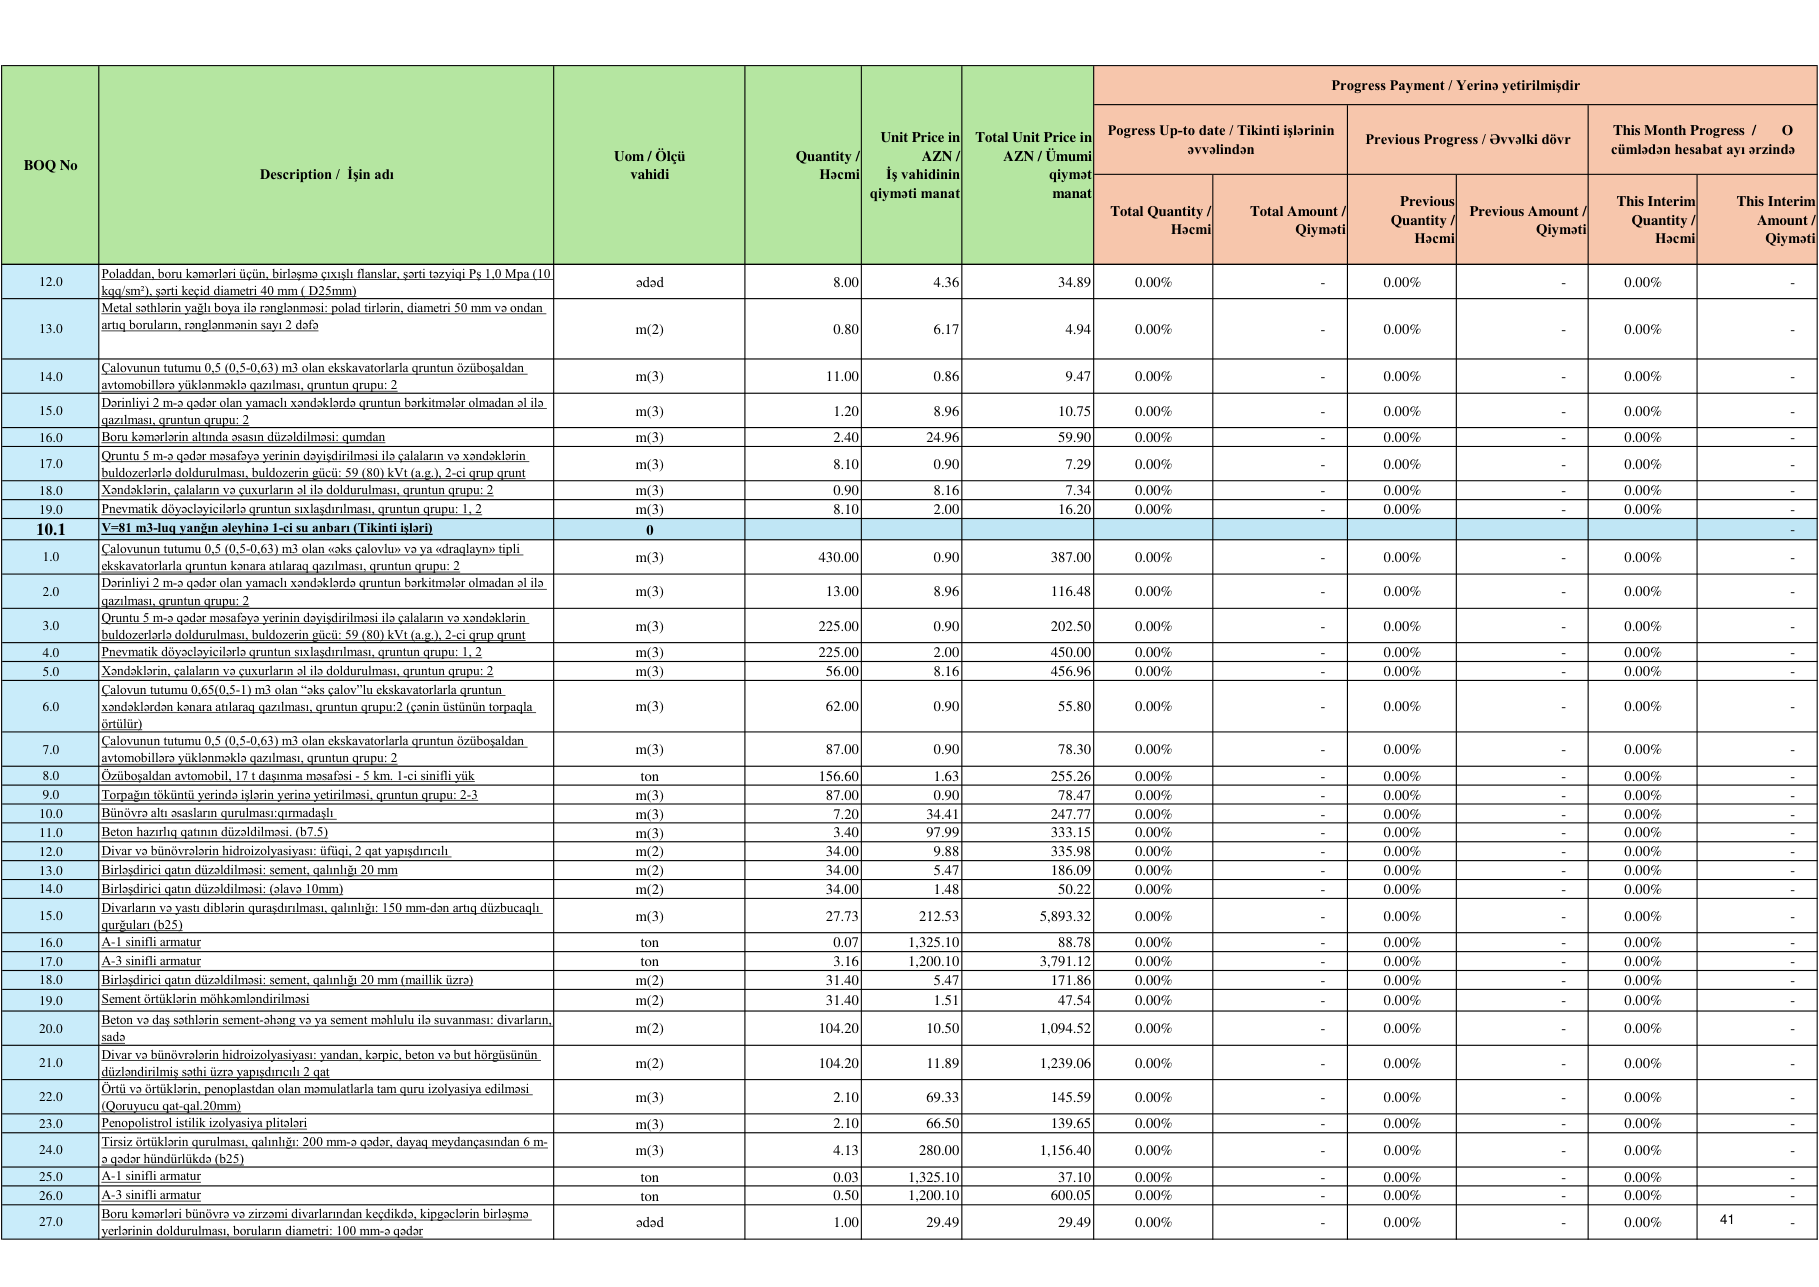 Progress Payment / Yerinə yetirilmişdir
BOQ No
Description / İşin adı
Uom / Ölçü
vahidi
Quantity /
Həcmi
Unit Price in
AZN /
İş vahidinin
qiyməti manat
Total Unit Price in
AZN / Ümumi
qiymət
manat
Pogress Up-to date / Tikinti işlərinin
əvvəlindən
Previous Progress / Əvvəlki dövr
This Month Progress / O
cümlədən hesabat ayı ərzində
Total Quantity /
Həcmi
Total Amount /
Qiyməti
Previous
Quantity /
Həcmi
Previous Amount /
Qiyməti
This Interim
Quantity /
Həcmi
This Interim
Amount /
Qiyməti
12.0 Poladdan, boru kəmərləri üçün, birləşmə çıxışlı flanslar, şərti təzyiqi Pş 1,0 Mpa (10
kqq/sm²), şərti keçid diametri 40 mm ( D25mm) ədəd 8.00 4.36 34.89 0.00% - 0.00% - 0.00% -
13.0 Metal səthlərin yağlı boya ilə rənglənməsi: polad tirlərin, diametri 50 mm və ondan
artıq boruların, rənglənmənin sayı 2 dəfə m(2) 0.80 6.17 4.94 0.00% - 0.00% - 0.00% -
14.0 Çalovunun tutumu 0,5 (0,5-0,63) m3 olan ekskavatorlarla qruntun özüboşaldan
avtomobillərə yüklənməklə qazılması, qruntun qrupu: 2 m(3) 11.00 0.86 9.47 0.00% - 0.00% - 0.00% -
15.0 Dərinliyi 2 m-ə qədər olan yamaclı xəndəklərdə qruntun bərkitmələr olmadan əl ilə
qazılması, qruntun qrupu: 2 m(3) 1.20 8.96 10.75 0.00% - 0.00% - 0.00% -
16.0 Boru kəmərlərin altında əsasın düzəldilməsi: qumdan m(3) 2.40 24.96 59.90 0.00% - 0.00% - 0.00% -
17.0 Qruntu 5 m-ə qədər məsafəyə yerinin dəyişdirilməsi ilə çalaların və xəndəklərin
buldozerlərlə doldurulması, buldozerin gücü: 59 (80) kVt (a.g.), 2-ci qrup qrunt m(3) 8.10 0.90 7.29 0.00% - 0.00% - 0.00% -
18.0 Xəndəklərin, çalaların və çuxurların əl ilə doldurulması, qruntun qrupu: 2 m(3) 0.90 8.16 7.34 0.00% - 0.00% - 0.00% -
19.0 Pnevmatik döyəcləyicilərlə qruntun sıxlaşdırılması, qruntun qrupu: 1, 2 m(3) 8.10 2.00 16.20 0.00% - 0.00% - 0.00% -
10.1 V=81 m3-luq yanğın əleyhinə 1-ci su anbarı (Tikinti işləri) 0 -
1.0 Çalovunun tutumu 0,5 (0,5-0,63) m3 olan «əks çalovlu» və ya «draqlayn» tipli
ekskavatorlarla qruntun kənara atılaraq qazılması, qruntun qrupu: 2 m(3) 430.00 0.90 387.00 0.00% - 0.00% - 0.00% -
2.0 Dərinliyi 2 m-ə qədər olan yamaclı xəndəklərdə qruntun bərkitmələr olmadan əl ilə
qazılması, qruntun qrupu: 2 m(3) 13.00 8.96 116.48 0.00% - 0.00% - 0.00% -
3.0 Qruntu 5 m-ə qədər məsafəyə yerinin dəyişdirilməsi ilə çalaların və xəndəklərin
buldozerlərlə doldurulması, buldozerin gücü: 59 (80) kVt (a.g.), 2-ci qrup qrunt m(3) 225.00 0.90 202.50 0.00% - 0.00% - 0.00% -
4.0 Pnevmatik döyəcləyicilərlə qruntun sıxlaşdırılması, qruntun qrupu: 1, 2 m(3) 225.00 2.00 450.00 0.00% - 0.00% - 0.00% -
5.0 Xəndəklərin, çalaların və çuxurların əl ilə doldurulması, qruntun qrupu: 2 m(3) 56.00 8.16 456.96 0.00% - 0.00% - 0.00% -
6.0 Çalovun tutumu 0,65(0,5-1) m3 olan “əks çalov”lu ekskavatorlarla qruntun
xəndəklərdən kənara atılaraq qazılması, qruntun qrupu:2 (çənin üstünün torpaqla
örtülür) m(3) 62.00 0.90 55.80 0.00% - 0.00% - 0.00% -
7.0 Çalovunun tutumu 0,5 (0,5-0,63) m3 olan ekskavatorlarla qruntun özüboşaldan
avtomobillərə yüklənməklə qazılması, qruntun qrupu: 2 m(3) 87.00 0.90 78.30 0.00% - 0.00% - 0.00% -
8.0 Özüboşaldan avtomobil, 17 t daşınma məsafəsi - 5 km. 1-ci sinifli yük ton 156.60 1.63 255.26 0.00% - 0.00% - 0.00% -
9.0 Torpağın töküntü yerində işlərin yerinə yetirilməsi, qruntun qrupu: 2-3 m(3) 87.00 0.90 78.47 0.00% - 0.00% - 0.00% -
10.0 Bünövrə altı əsasların qurulması:qırmadaşlı m(3) 7.20 34.41 247.77 0.00% - 0.00% - 0.00% -
11.0 Beton hazırlıq qatının düzəldilməsi. (b7.5) m(3) 3.40 97.99 333.15 0.00% - 0.00% - 0.00% -
12.0 Divar və bünövrələrin hidroizolyasiyası: üfüqi, 2 qat yapışdırıcılı m(2) 34.00 9.88 335.98 0.00% - 0.00% - 0.00% -
13.0 Birləşdirici qatın düzəldilməsi: sement, qalınlığı 20 mm m(2) 34.00 5.47 186.09 0.00% - 0.00% - 0.00% -
14.0 Birləşdirici qatın düzəldilməsi: (əlavə 10mm) m(2) 34.00 1.48 50.22 0.00% - 0.00% - 0.00% -
15.0 Divarların və yastı diblərin quraşdırılması, qalınlığı: 150 mm-dən artıq düzbucaqlı
qurğuları (b25) m(3) 27.73 212.53 5,893.32 0.00% - 0.00% - 0.00% -
16.0 A-1 sinifli armatur ton 0.07 1,325.10 88.78 0.00% - 0.00% - 0.00% -
17.0 A-3 sinifli armatur ton 3.16 1,200.10 3,791.12 0.00% - 0.00% - 0.00% -
18.0 Birləşdirici qatın düzəldilməsi: sement, qalınlığı 20 mm (maillik üzrə) m(2) 31.40 5.47 171.86 0.00% - 0.00% - 0.00% -
19.0 Sement örtüklərin möhkəmləndirilməsi m(2) 31.40 1.51 47.54 0.00% - 0.00% - 0.00% -
20.0 Beton və daş səthlərin sement-əhəng və ya sement məhlulu ilə suvanması: divarların,
sadə m(2) 104.20 10.50 1,094.52 0.00% - 0.00% - 0.00% -
21.0 Divar və bünövrələrin hidroizolyasiyası: yandan, kərpic, beton və but hörgüsünün
düzləndirilmiş səthi üzrə yapışdırıcılı 2 qat m(2) 104.20 11.89 1,239.06 0.00% - 0.00% - 0.00% -
22.0 Örtü və örtüklərin, penoplastdan olan məmulatlarla tam quru izolyasiya edilməsi
(Qoruyucu qat-qal.20mm) m(3) 2.10 69.33 145.59 0.00% - 0.00% - 0.00% -
23.0 Penopolistrol istilik izolyasiya plitələri m(3) 2.10 66.50 139.65 0.00% - 0.00% - 0.00% -
24.0 Tirsiz örtüklərin qurulması, qalınlığı: 200 mm-ə qədər, dayaq meydançasından 6 m-
ə qədər hündürlükdə (b25) m(3) 4.13 280.00 1,156.40 0.00% - 0.00% - 0.00% -
25.0 A-1 sinifli armatur ton 0.03 1,325.10 37.10 0.00% - 0.00% - 0.00% -
26.0 A-3 sinifli armatur ton 0.50 1,200.10 600.05 0.00% - 0.00% - 0.00% -
27.0 Boru kəmərləri bünövrə və zirzəmi divarlarından keçdikdə, kipgəclərin birləşmə
yerlərinin doldurulması, boruların diametri: 100 mm-ə qədər ədəd 1.00 29.49 29.49 0.00% - 0.00% - 0.00% -
41